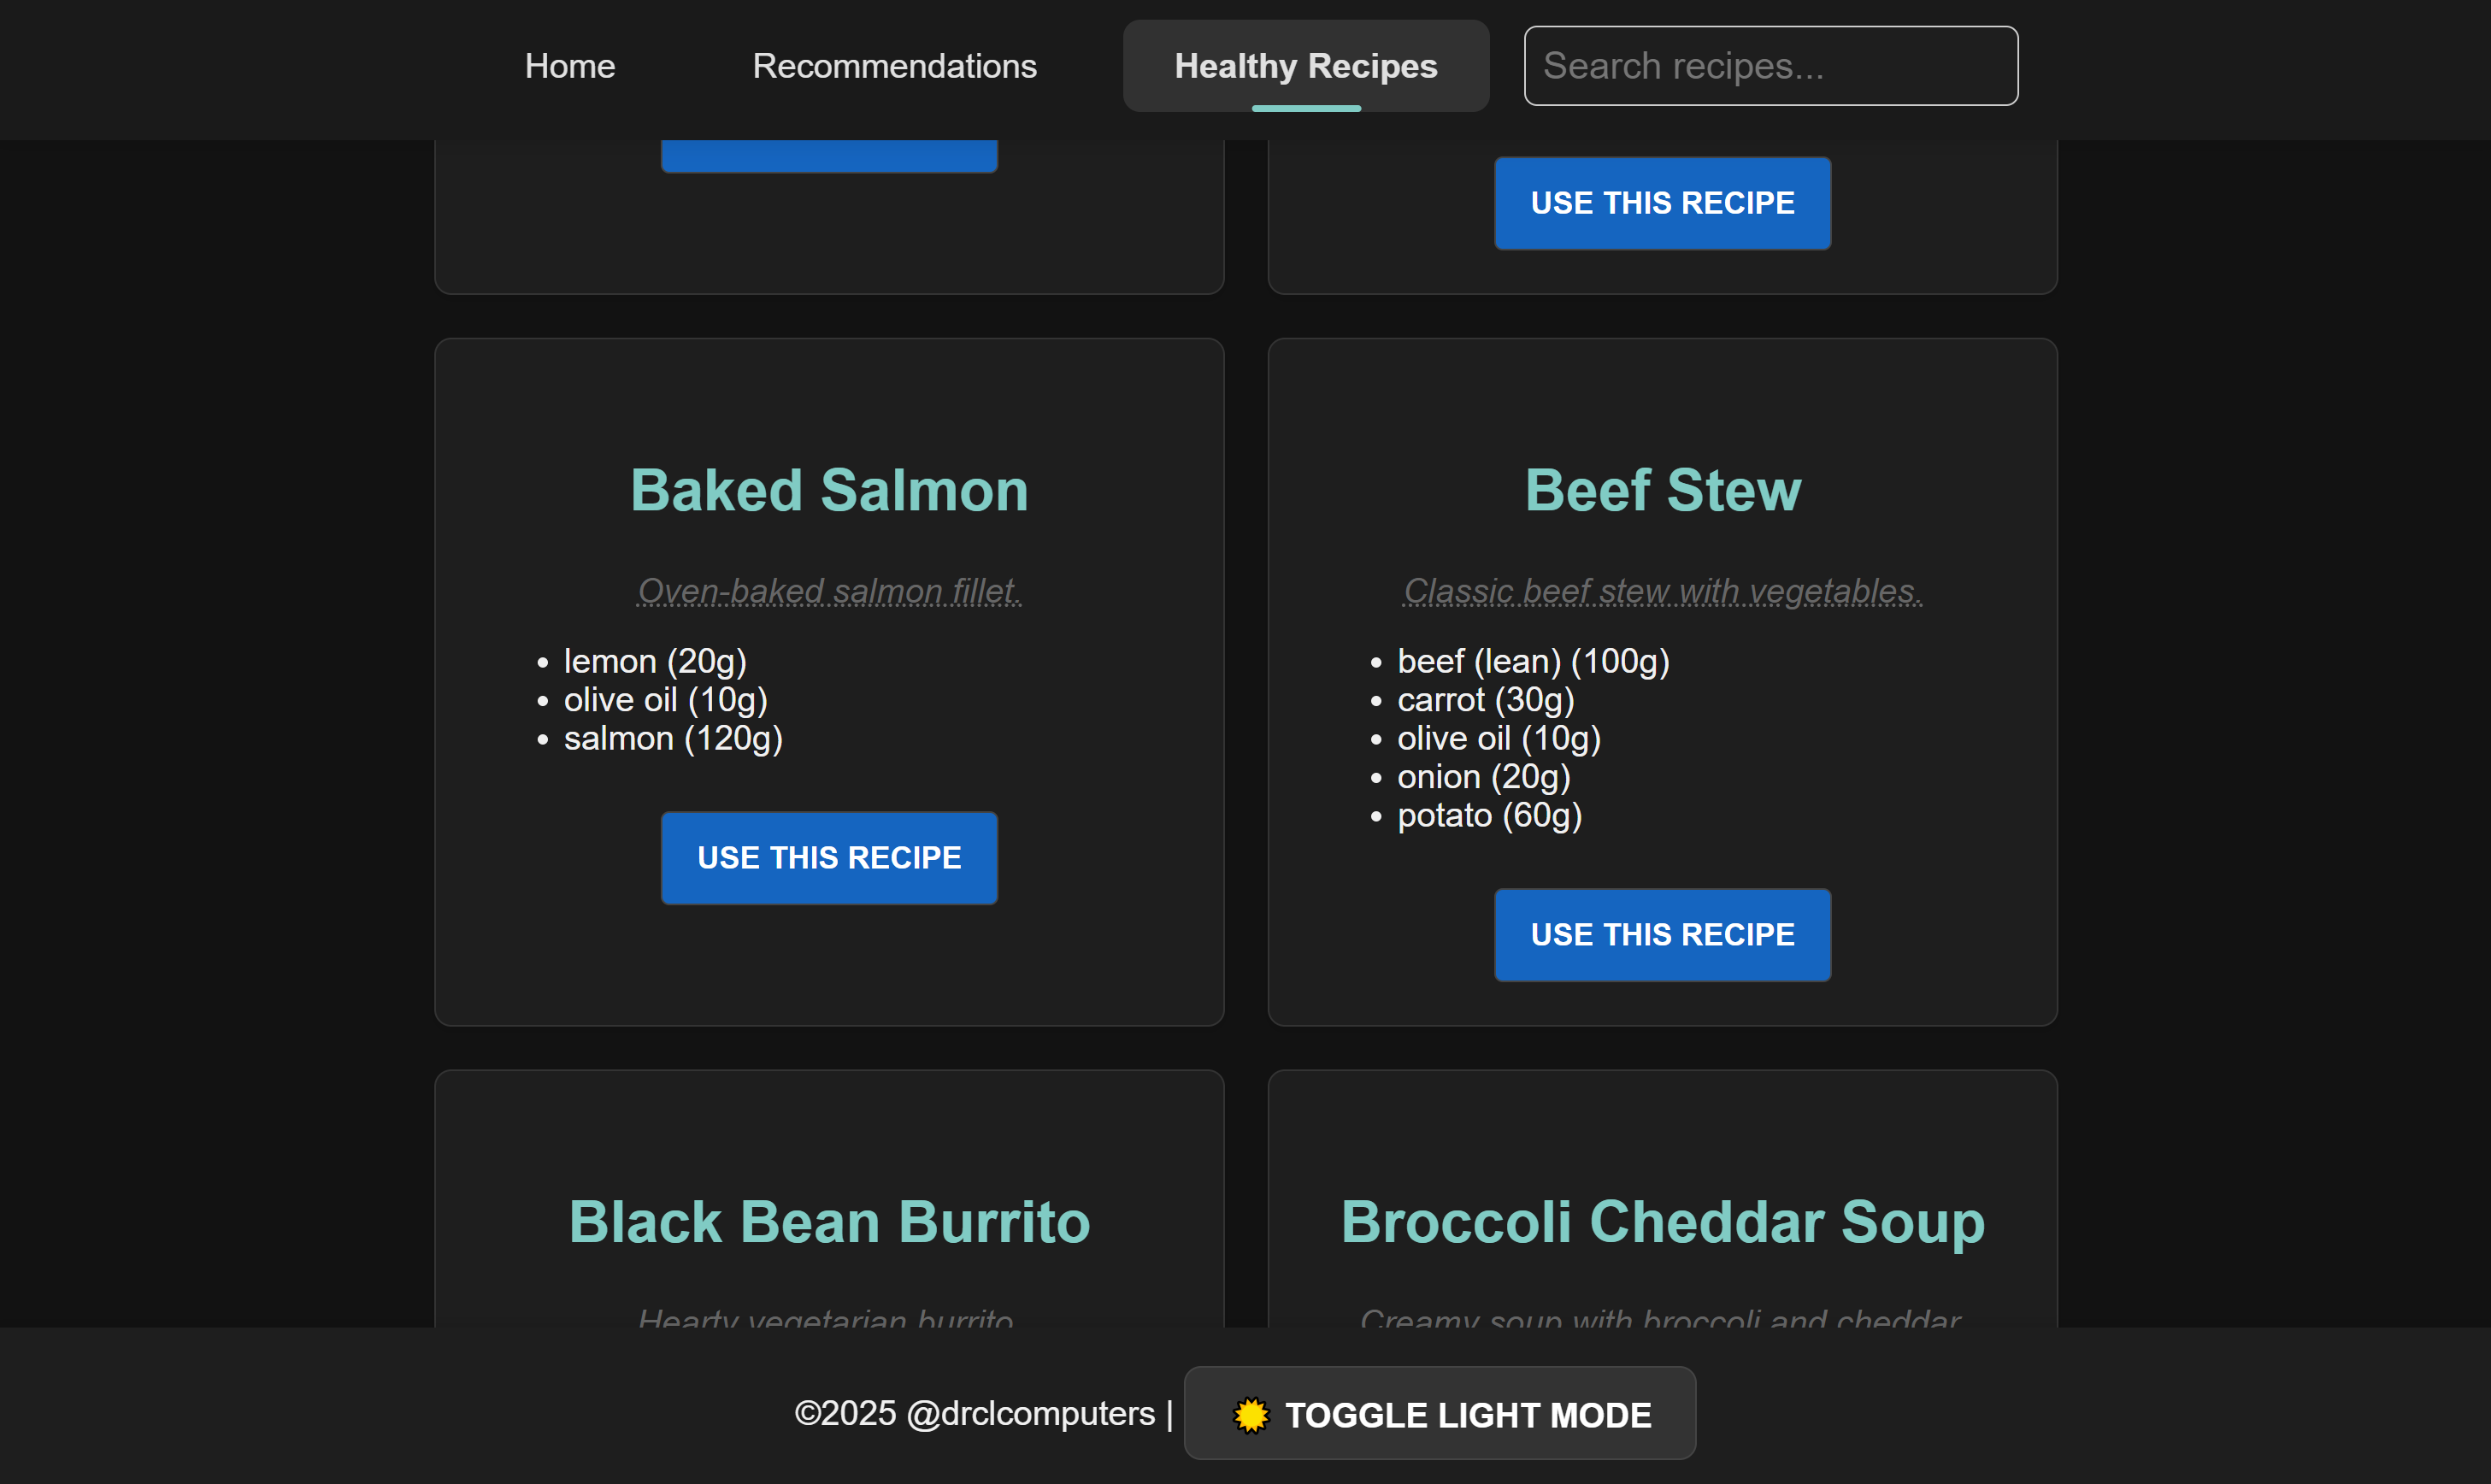 Home
Recommendations
Healthy Recipes
Search recipes...
USE THIS RECIPE
Baked Salmon
Oven-baked salmon fillet.
lemon (20g)
olive oil (10g)
salmon (120g)
USE THIS RECIPE
Beef Stew
Classic beef stew with vegetables.
beef (lean) (100g)
carrot (30g)
olive oil (10g)
onion (20g)
potato (60g)
USE THIS RECIPE
Black Bean Burrito
Hearty vegetarian burrito
Broccoli Cheddar Soup
Creamy soup with broccoli and cheddar
©2025 @drclcomputers |
TOGGLE LIGHT MODE